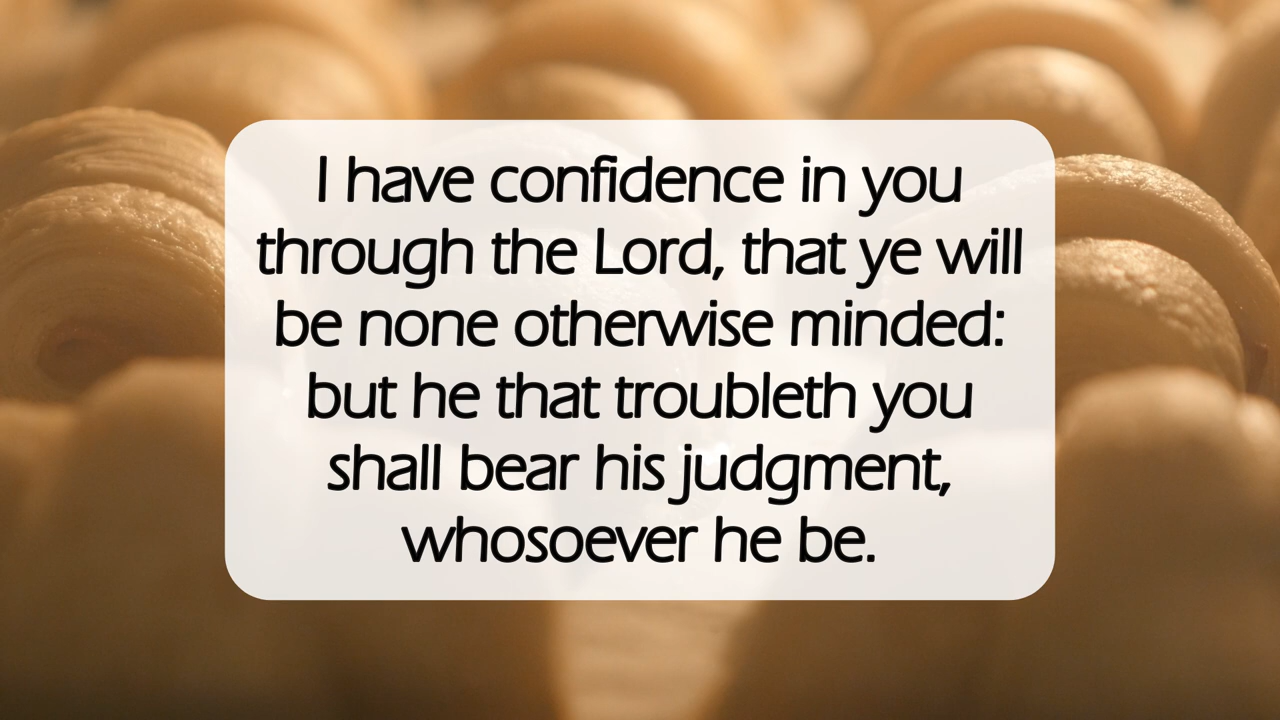 I have confidence in you
through the Lord, that ye will
be none otherwise minded:
but he that troubleth you
shall bear his judgment,
whosoever he be.